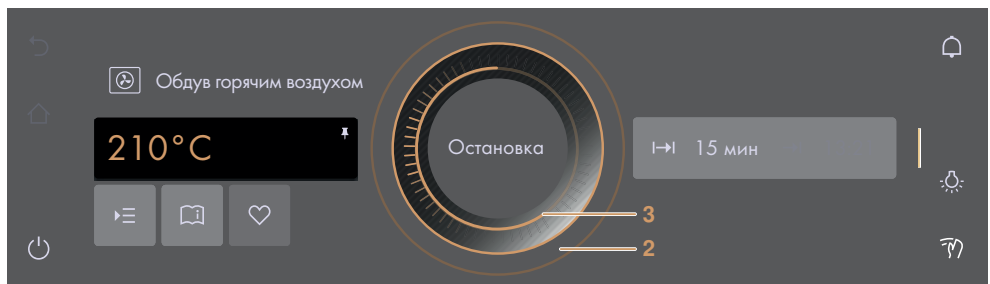 Обдув горячим воздухом
210°C
Остановка
15 мин
3
2